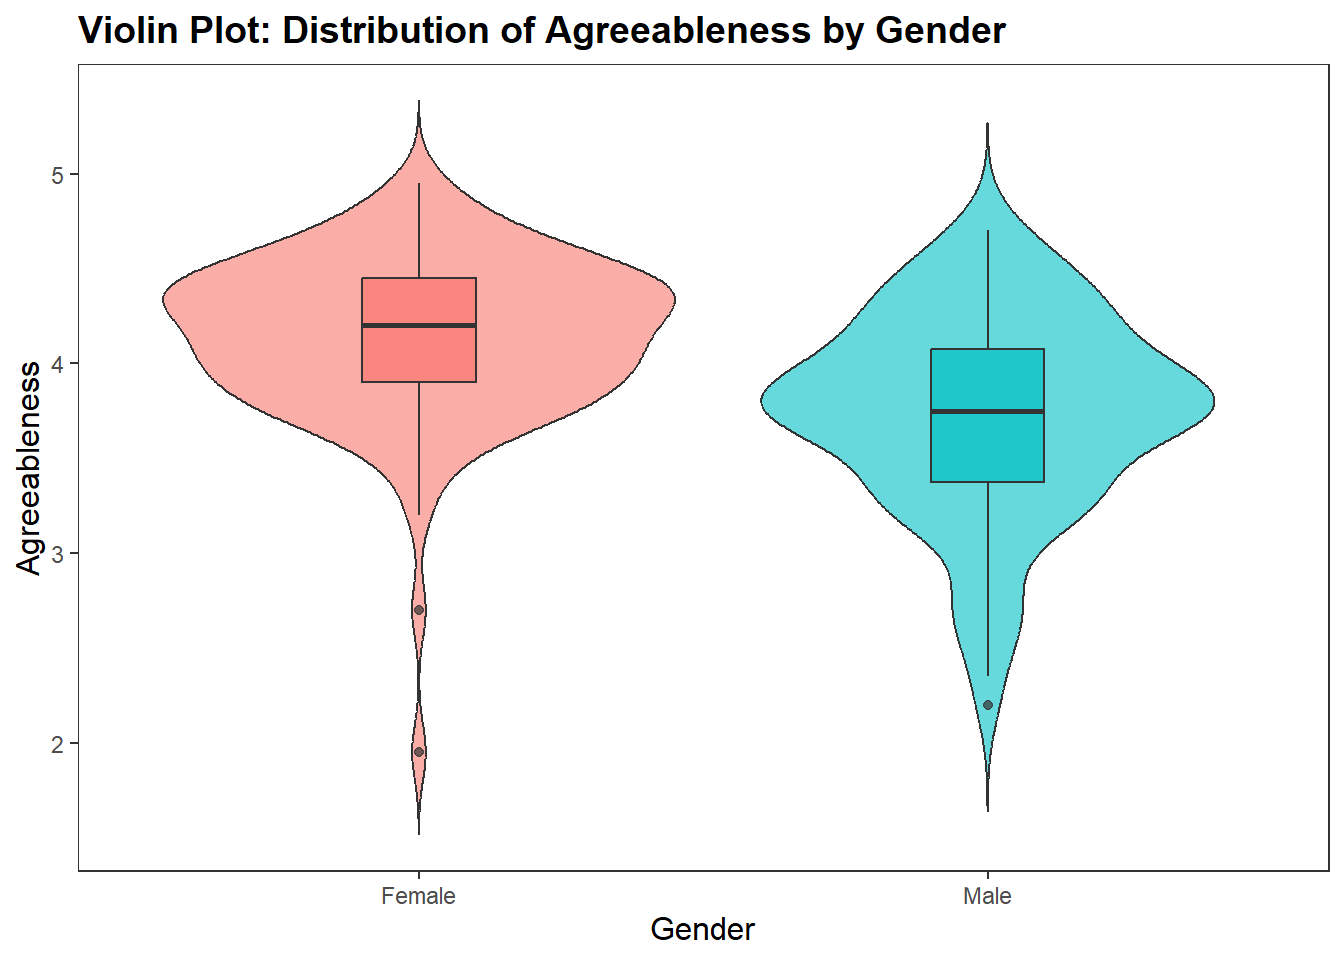 Violin Plot: Distribution of Agreeableness by Gender
Agreeableness
5
4
3
2
Female
Male
Gender